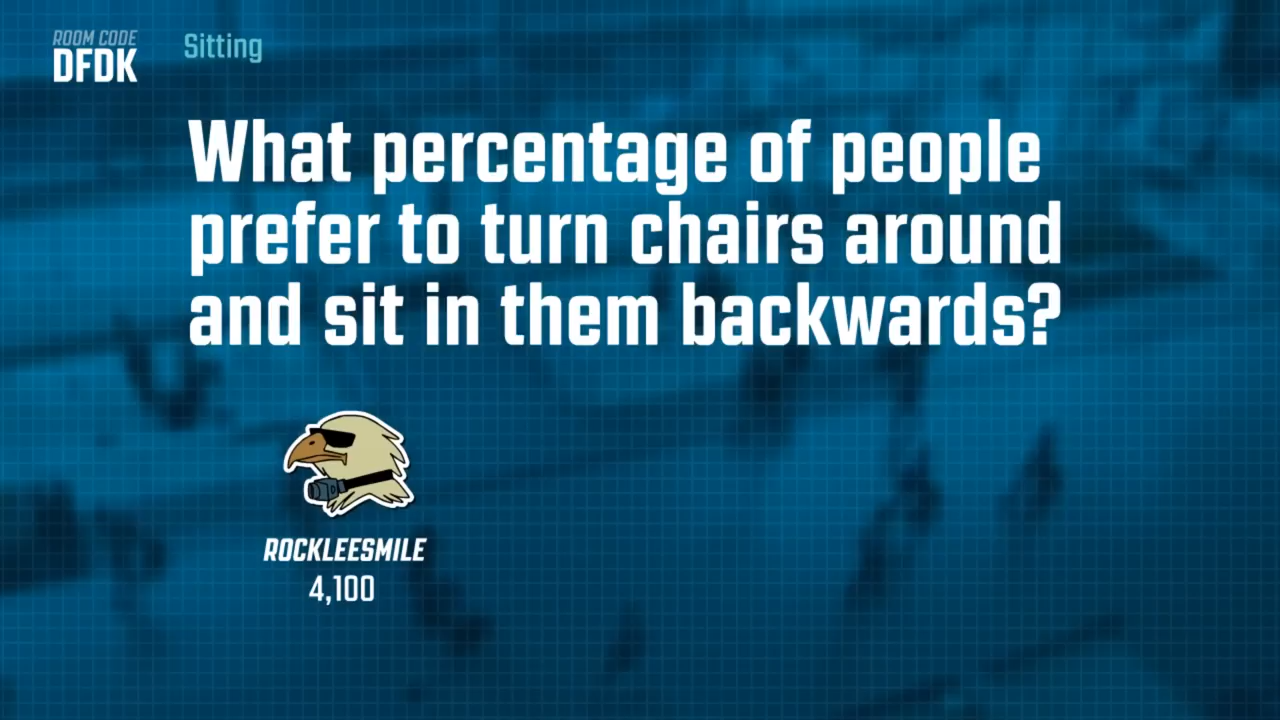 ROOM CODE
DFDK
Sitting
What percentage of people
prefer to turn chairs around
and sit in them backwards?
ROCKLEESMILE
4,100